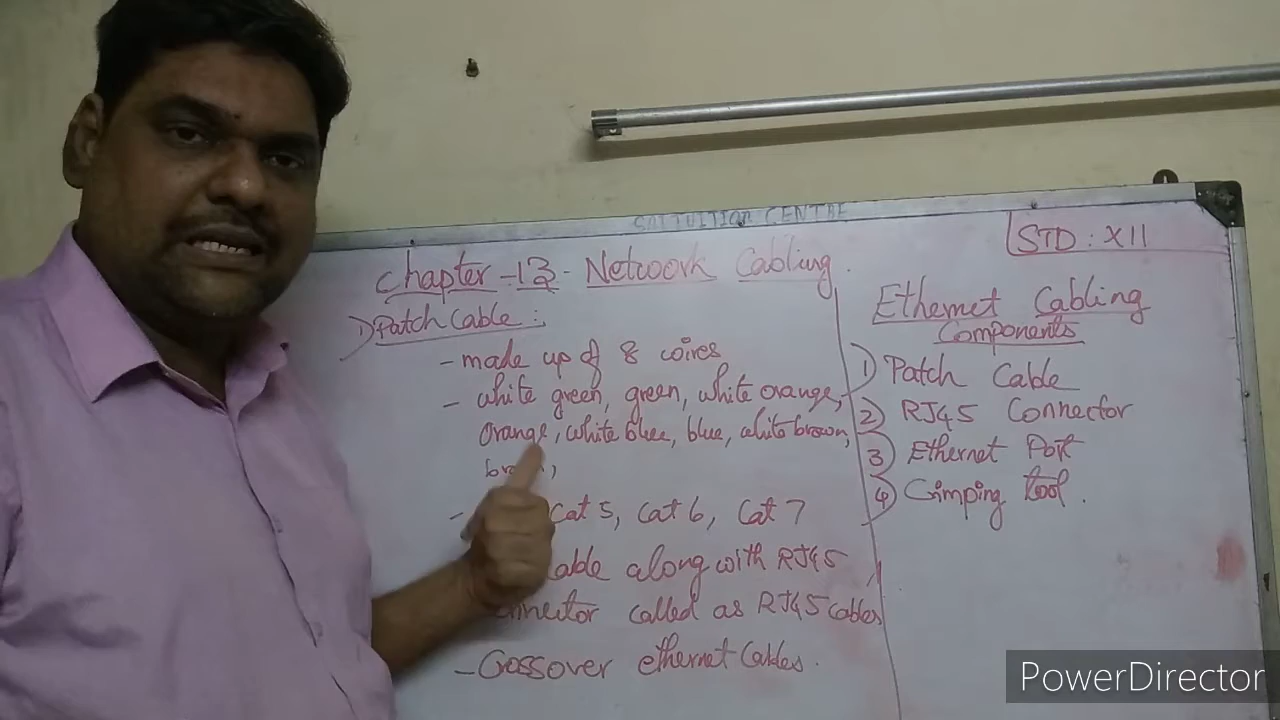 TUITION CENTRE
STD: XII
Chapter-13- Network Cabling.
1) Patch Cable:
- made up of 8 wires
- white green, green, white orange,
Orange, white blue, blue, white brown,
- Cat 5, Cat 6, Cat 7
along with RJ45
called as RJ45 cables
- Crossover ethernet Cables.
Ethernet Cabling
Components
1) Patch Cable
2) RJ45 Connector
3) Ethernet Port
4) Crimping tool.
PowerDirector